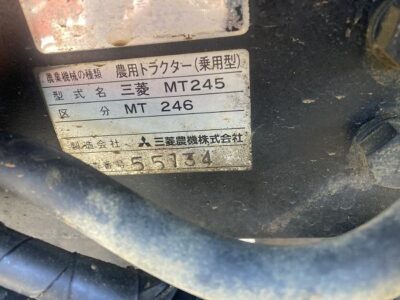 農業機械の種類 農用トラクター(乗用型)
型式名 三菱 MT245
区分 MT 246
製造会社 三菱農機株式会社
番号 55134